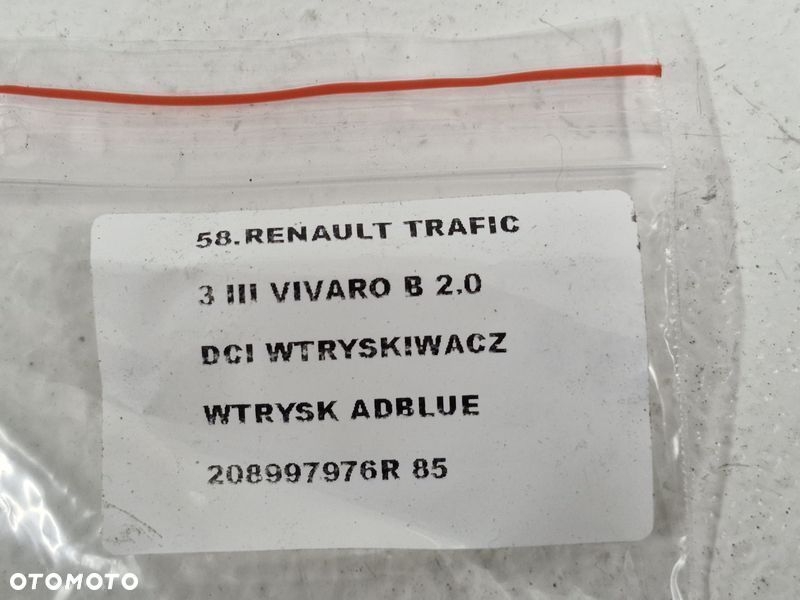 58.RENAULT TRAFIC
3 III VIVARO B 2.0
DCI WTRYSKIWACZ
WTRYSK ADBLUE
208997976R 85
OTOMOTO